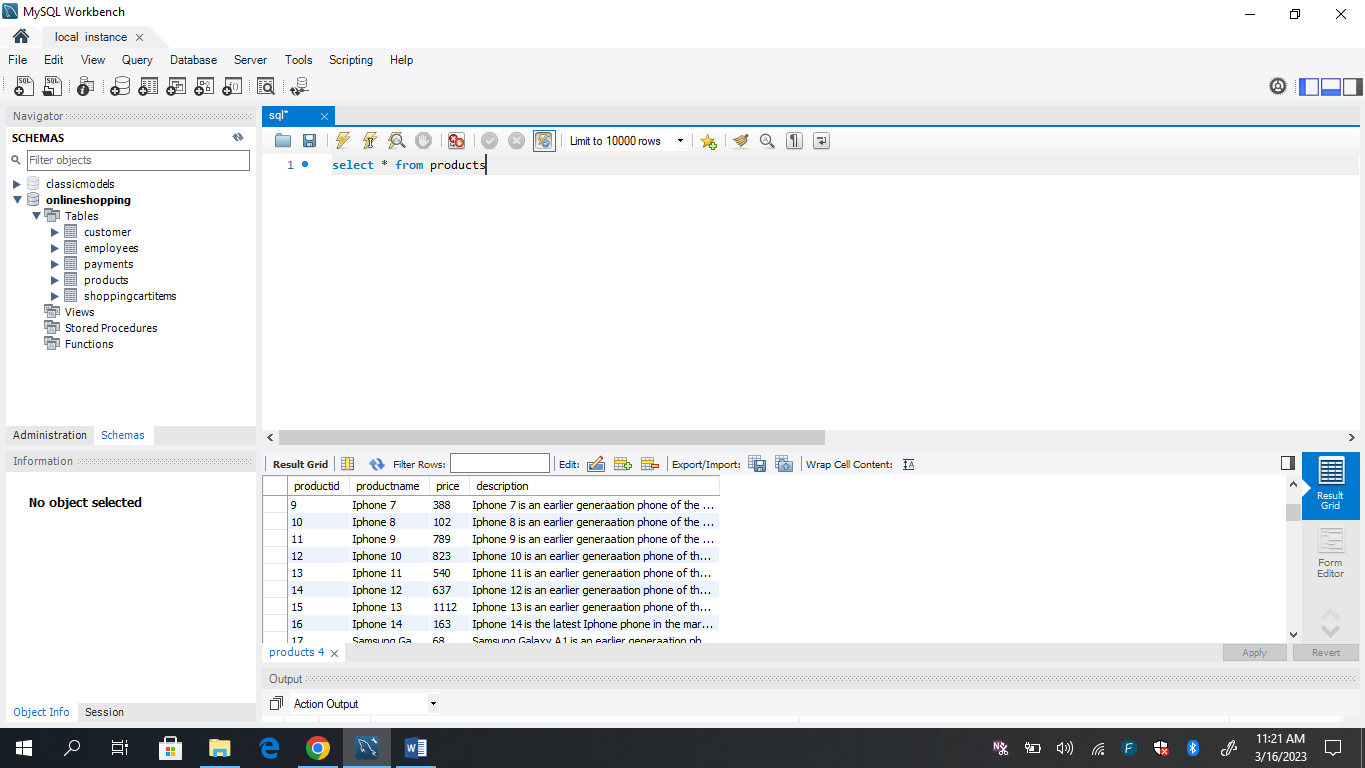 MySQL Workbench
local instance
File Edit View Query Database Server Tools Scripting Help
Navigator
SCHEMAS
Filter objects
classicmodels
onlineshopping
Tables
customer
employees
payments
products
shoppingcartitems
Views
Stored Procedures
Functions
Administration Schemas
Information
No object selected
Object Info Session
sql*
Limit to 10000 rows
1 select * from products
Result Grid Filter Rows: Edit: Export/Import: Wrap Cell Content:
productid productname price description
9 Iphone 7 388 Iphone 7 is an earlier generaation phone of the ...
10 Iphone 8 102 Iphone 8 is an earlier generaation phone of the ...
11 Iphone 9 789 Iphone 9 is an earlier generaation phone of the ...
12 Iphone 10 823 Iphone 10 is an earlier generaation phone of th...
13 Iphone 11 540 Iphone 11 is an earlier generaation phone of th...
14 Iphone 12 637 Iphone 12 is an earlier generaation phone of th...
15 Iphone 13 1112 Iphone 13 is an earlier generaation phone of th...
16 Iphone 14 163 Iphone 14 is the latest Iphone phone in the mar...
17 Samsung Ga... 68 Samsung Galaxy A1 is an earlier generaation ph...
Result
Grid
Form
Editor
products 4
Apply Revert
Output
Action Output
11:21 AM
3/16/2023